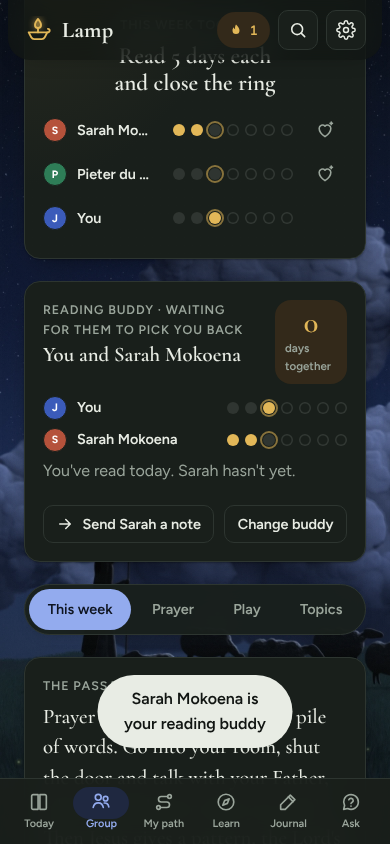 Lamp
1
Read 5 days each
and close the ring
S Sarah Mo...
P Pieter du ...
J You
READING BUDDY · WAITING
FOR THEM TO PICK YOU BACK
You and Sarah Mokoena
0
days
together
J You
S Sarah Mokoena
You've read today. Sarah hasn't yet.
→ Send Sarah a note
Change buddy
This week
Prayer
Play
Topics
THE PASS
Sarah Mokoena is
your reading buddy
Prayer
pile
of words. Go into your room, shut
the door and talk with your Father
Today
Group
My path
Learn
Journal
Ask